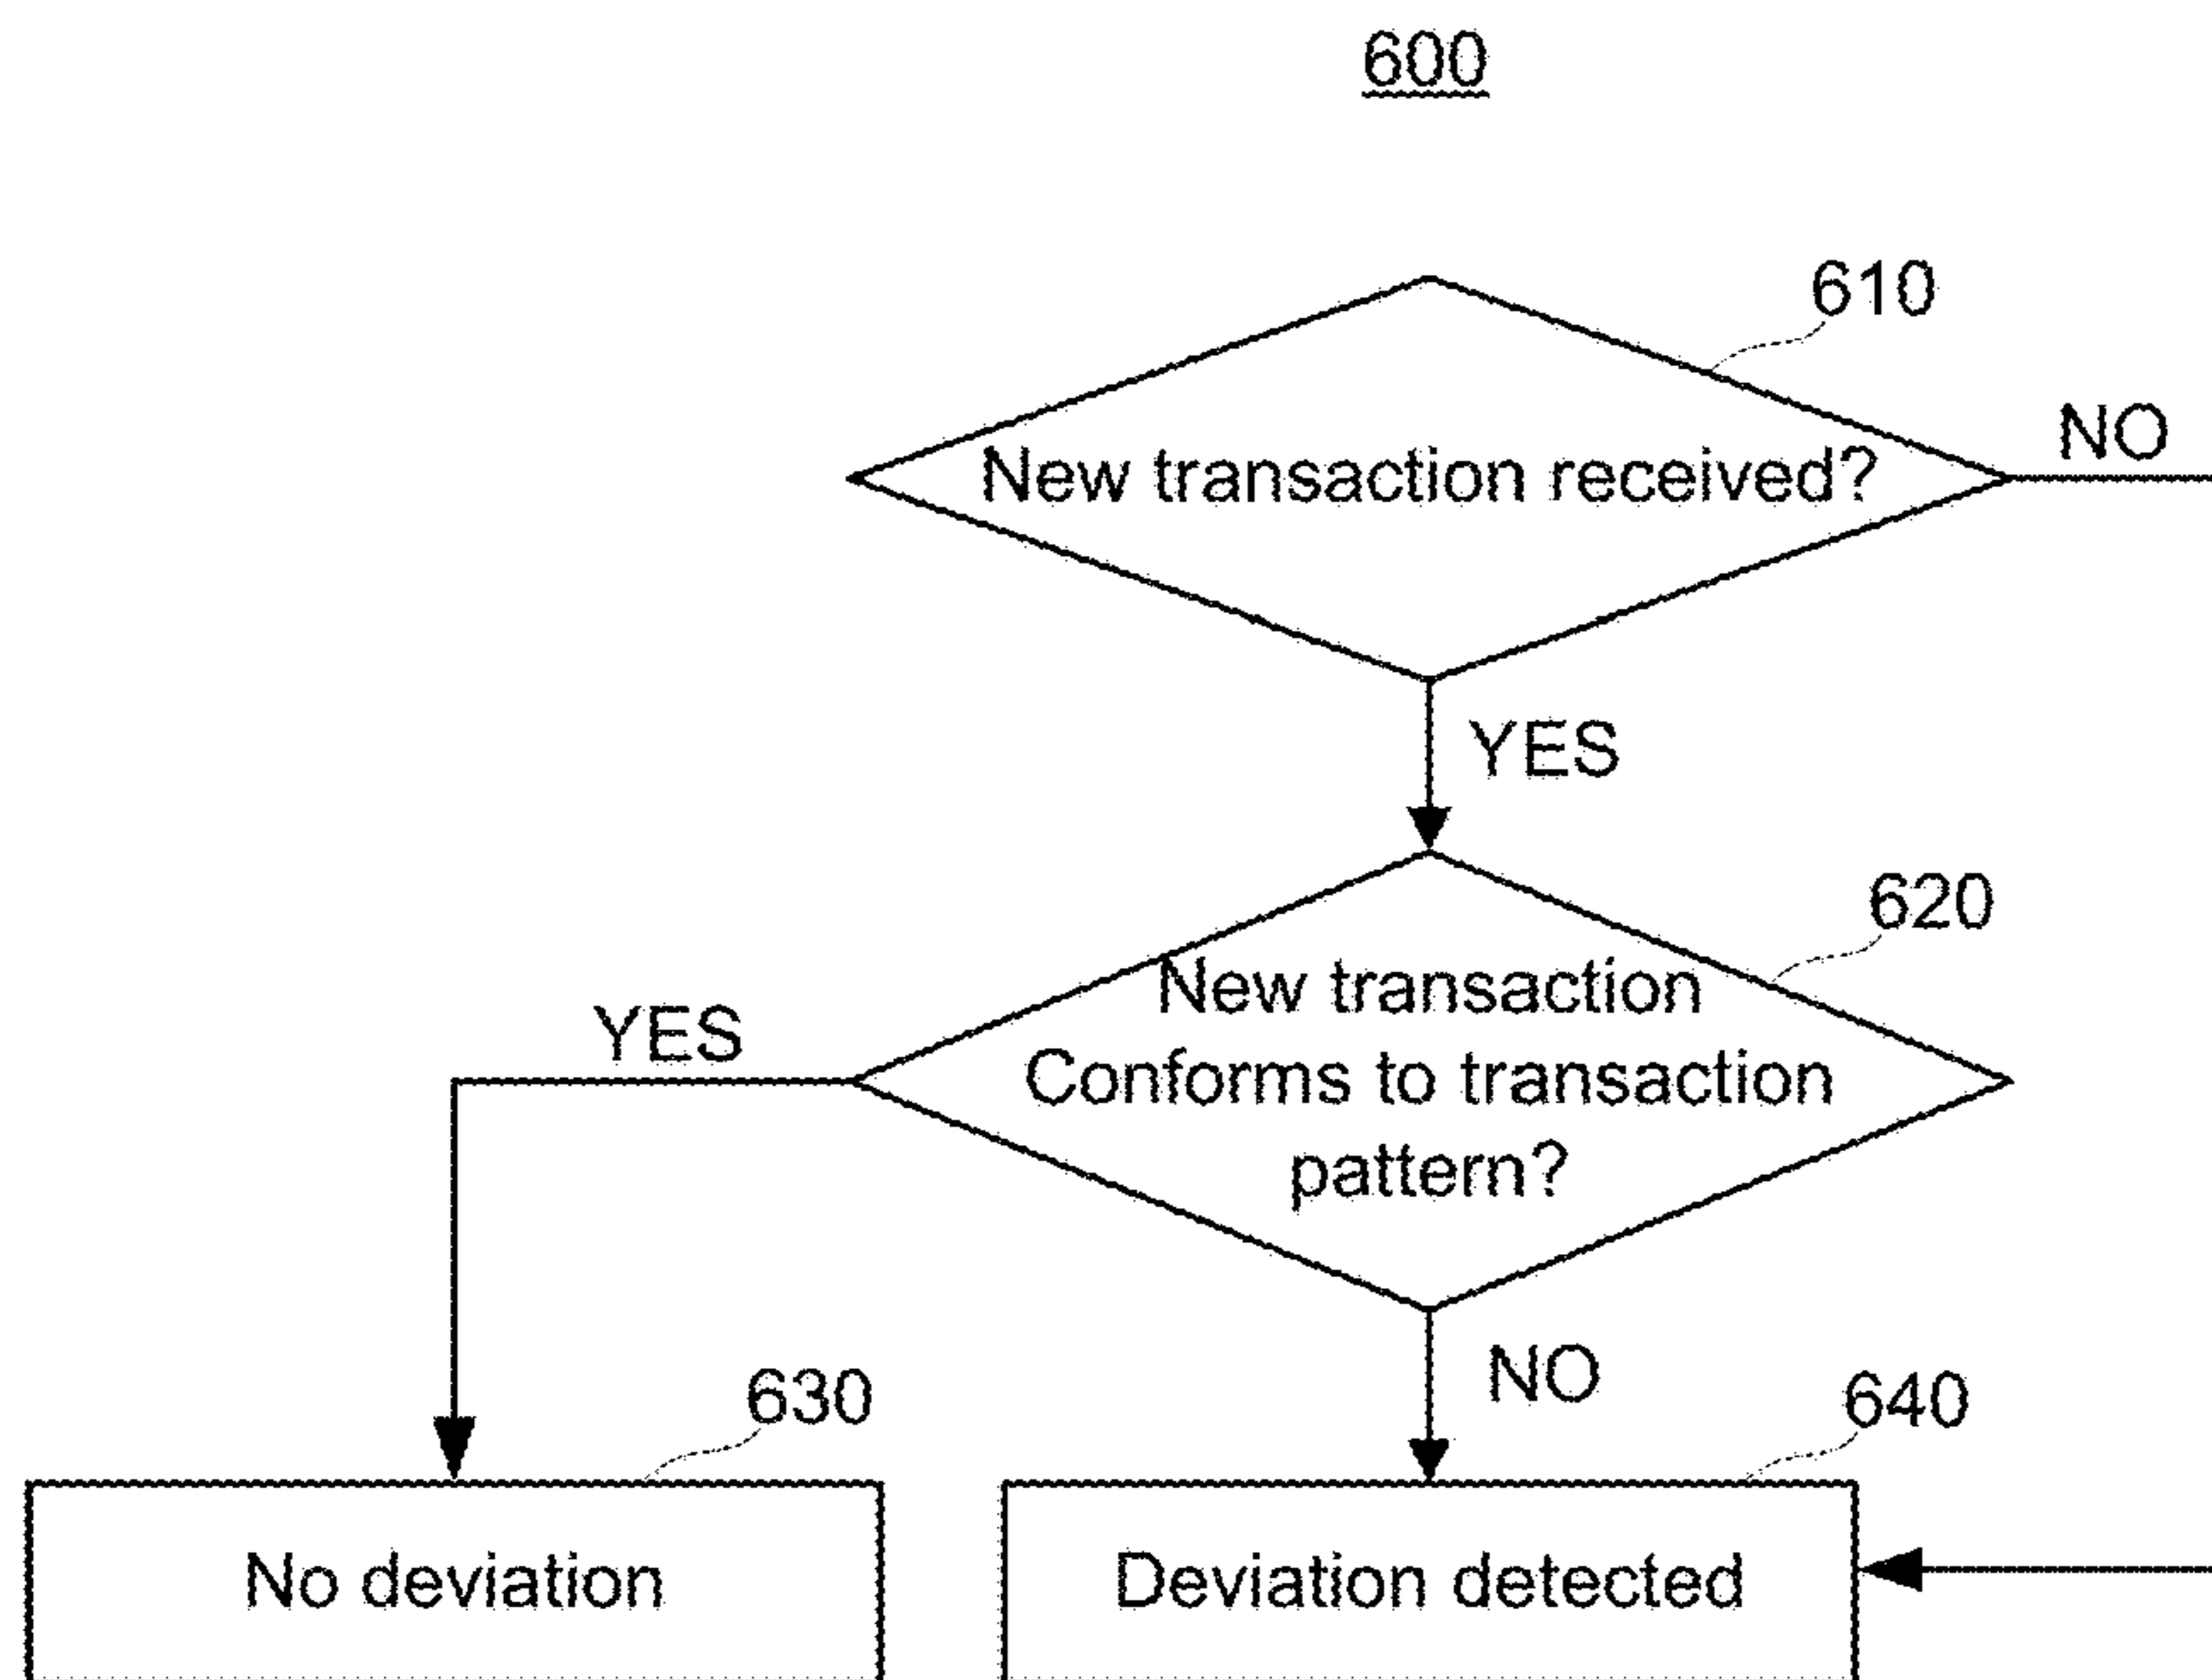 600
610
New transaction received?
NO
YES
620
New transaction
Conforms to transaction
pattern?
YES
NO
630
640
No deviation
Deviation detected